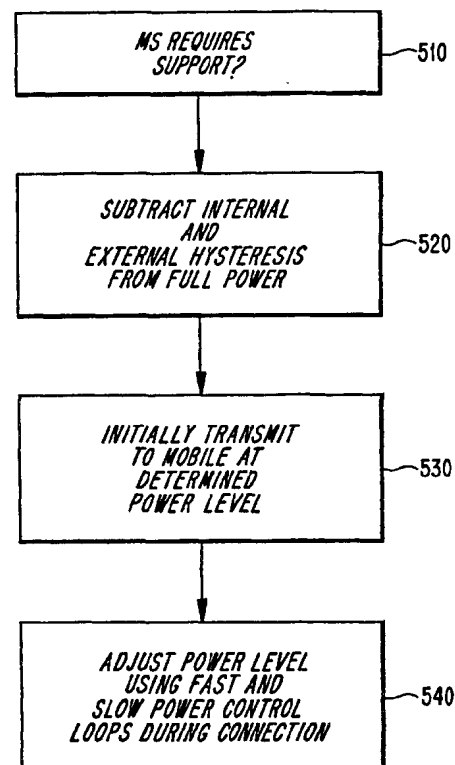 MS REQUIRES
SUPPORT?
510
SUBTRACT INTERNAL
AND
EXTERNAL HYSTERESIS
FROM FULL POWER
520
INITIALLY TRANSMIT
TO MOBILE AT
DETERMINED
POWER LEVEL
530
ADJUST POWER LEVEL
USING FAST AND
SLOW POWER CONTROL
LOOPS DURING CONNECTION
540